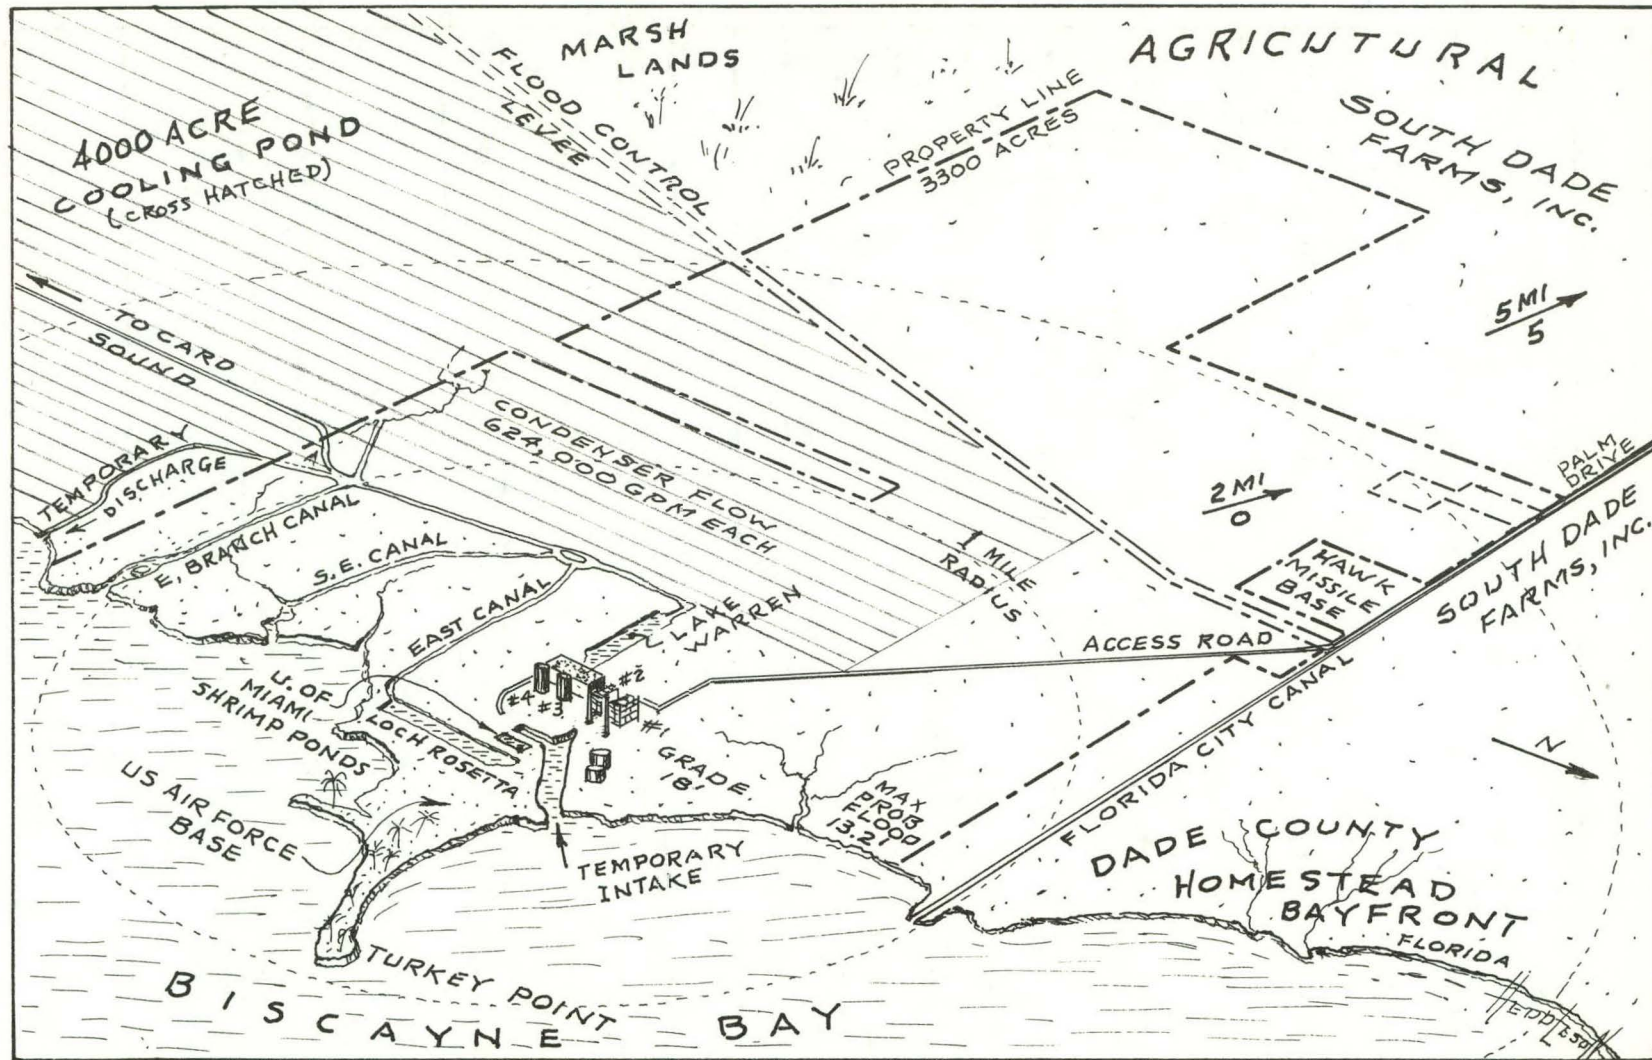 MARSH
LANDS
AGRICUTURAL
SOUTH DADE
FARMS, INC.
4000 ACRE
COOLING POND
(CROSS HATCHED)
FLOOD CONTROL
LEVEE
PROPERTY LINE
3300 ACRES
5 MI
5
TO CARD
SOUND
TEMPORARY
DISCHARGE
CONDENSER FLOW
624,000 GPM EACH
1 MILE
RADIUS
2 MI
0
PALM
DRIVE
HAWK
MISSILE
BASE
SOUTH DADE
FARMS, INC.
E. BRANCH CANAL
S.E. CANAL
EAST CANAL
LAKE
WARREN
ACCESS ROAD
#4
#3
#2
#1
U. OF
MIAMI
SHRIMP PONDS
LOCH ROSETTA
GRADE
18'
MAX
PROB
FLOOD
13.2'
FLORIDA CITY CANAL
N
US AIR FORCE
BASE
TEMPORARY
INTAKE
DADE COUNTY
HOMESTEAD
BAYFRONT
FLORIDA
TURKEY POINT
BISCAYNE BAY